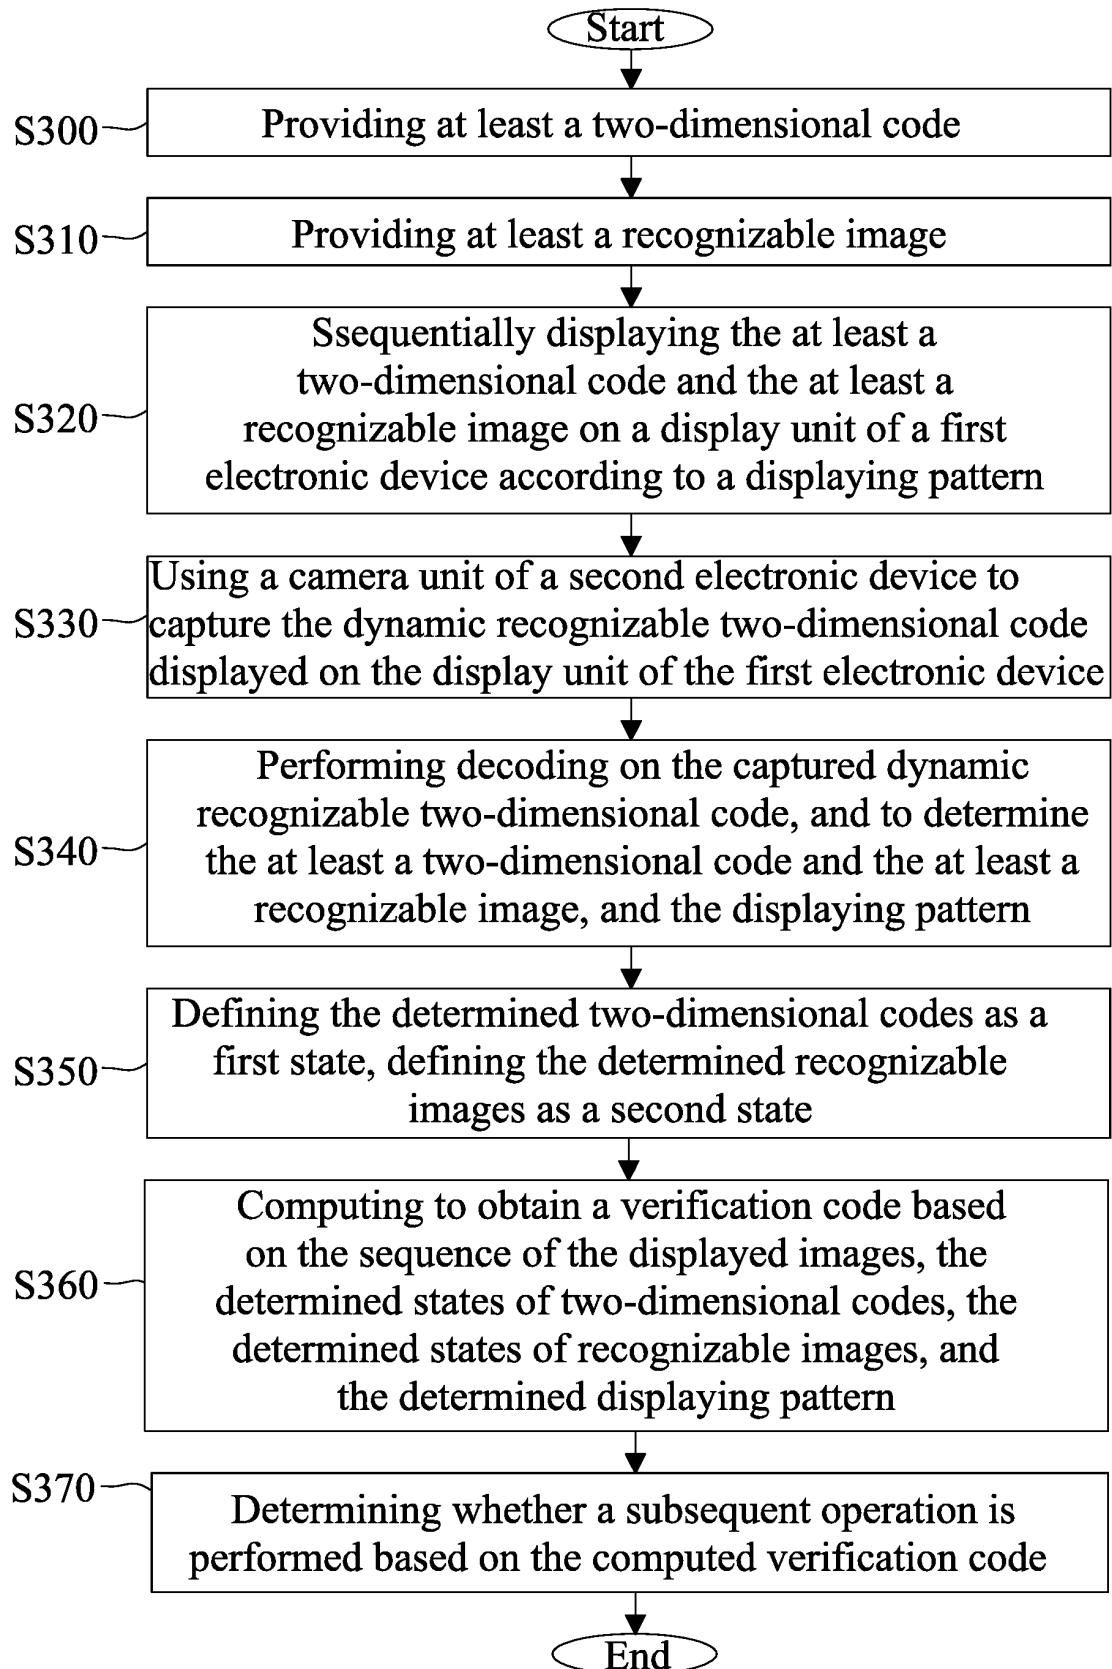 Start
S300
Providing at least a two-dimensional code
S310
Providing at least a recognizable image
S320
Ssequentially displaying the at least a
two-dimensional code and the at least a
recognizable image on a display unit of a first
electronic device according to a displaying pattern
S330
Using a camera unit of a second electronic device to
capture the dynamic recognizable two-dimensional code
displayed on the display unit of the first electronic device
S340
Performing decoding on the captured dynamic
recognizable two-dimensional code, and to determine
the at least a two-dimensional code and the at least a
recognizable image, and the displaying pattern
S350
Defining the determined two-dimensional codes as a
first state, defining the determined recognizable
images as a second state
S360
Computing to obtain a verification code based
on the sequence of the displayed images, the
determined states of two-dimensional codes, the
determined states of recognizable images, and
the determined displaying pattern
S370
Determining whether a subsequent operation is
performed based on the computed verification code
End